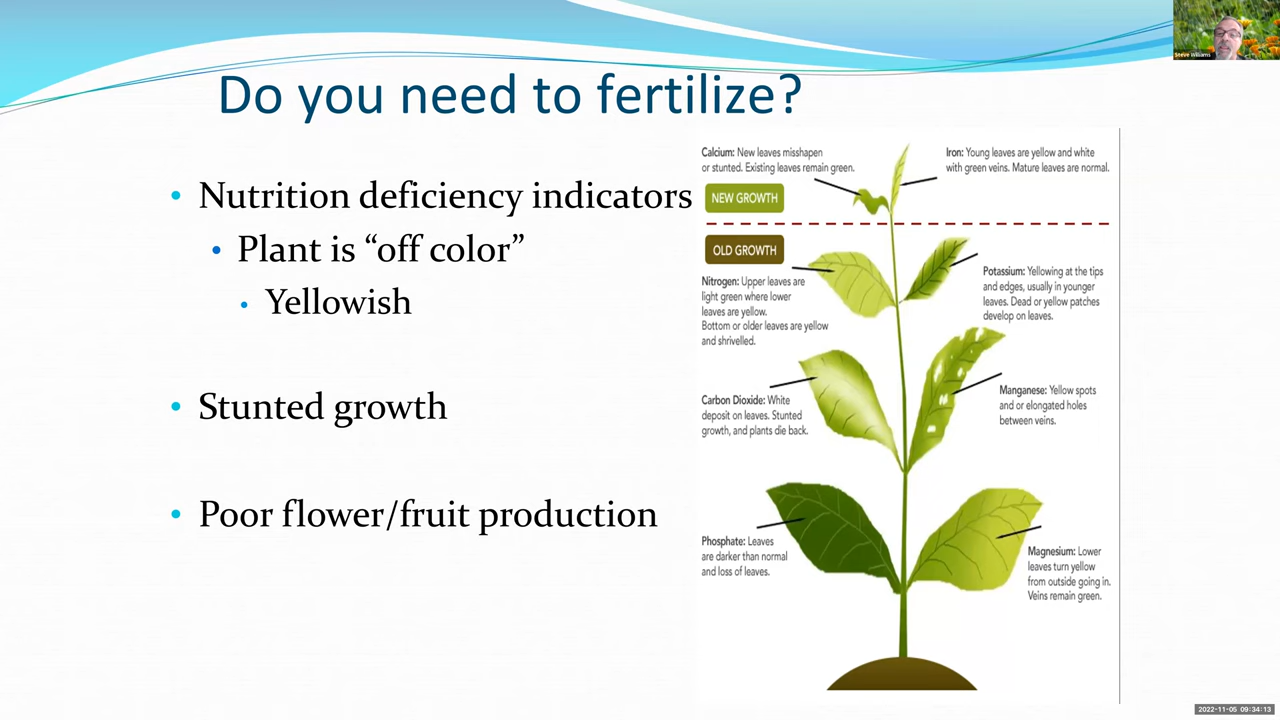 Steve Williams
Do you need to fertilize?
• Nutrition deficiency indicators
• Plant is “off color”
• Yellowish
• Stunted growth
• Poor flower/fruit production
Calcium: New leaves misshapen
or stunted. Existing leaves remain green.
Iron: Young leaves are yellow and white
with green veins. Mature leaves are normal.
NEW GROWTH
OLD GROWTH
Nitrogen: Upper leaves are
light green where lower
leaves are yellow.
Bottom or older leaves are yellow
and shrivelled.
Potassium: Yellowing at the tips
and edges, usually in younger
leaves. Dead or yellow patches
develop on leaves.
Carbon Dioxide: White
deposit on leaves. Stunted
growth, and plants die back.
Manganese: Yellow spots
and or elongated holes
between veins.
Phosphate: Leaves
are darker than normal
and loss of leaves.
Magnesium: Lower
leaves turn yellow
from outside going in.
Veins remain green.
2022-11-05 09:34:13